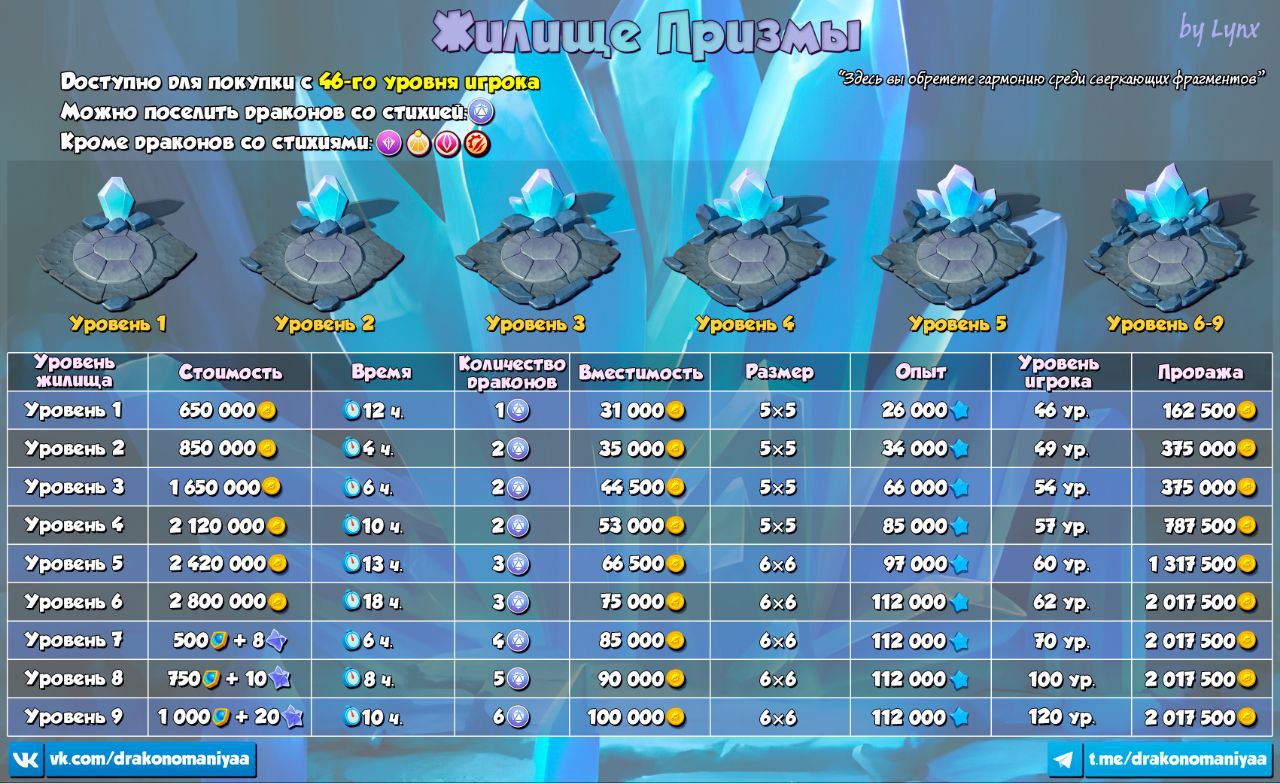 Жилище Призмы
by Lynx
Доступно для покупки с 46-го уровня игрока
"Здесь вы обретете гармонию среди сверкающих фрагментов"
Можно поселить драконов со стихией:
Кроме драконов со стихиями:
Уровень 1 Уровень 2 Уровень 3 Уровень 4 Уровень 5 Уровень 6-9
Уровень жилища Стоимость Время Количество драконов Вместимость Размер Опыт Уровень игрока Продажа
Уровень 1 650 000 12 ч. 1 31 000 5×5 26 000 46 ур. 162 500
Уровень 2 850 000 4 ч. 2 35 000 5×5 34 000 49 ур. 375 000
Уровень 3 1 650 000 6 ч. 2 44 500 5×5 66 000 54 ур. 375 000
Уровень 4 2 120 000 10 ч. 2 53 000 5×5 85 000 57 ур. 787 500
Уровень 5 2 420 000 13 ч. 3 66 500 6×6 97 000 60 ур. 1 317 500
Уровень 6 2 800 000 18 ч. 3 75 000 6×6 112 000 62 ур. 2 017 500
Уровень 7 500 + 8 6 ч. 4 85 000 6×6 112 000 70 ур. 2 017 500
Уровень 8 750 + 10 8 ч. 5 90 000 6×6 112 000 100 ур. 2 017 500
Уровень 9 1 000 + 20 10 ч. 6 100 000 6×6 112 000 120 ур. 2 017 500
vk.com/drakonomaniyaa
t.me/drakonomaniyaa